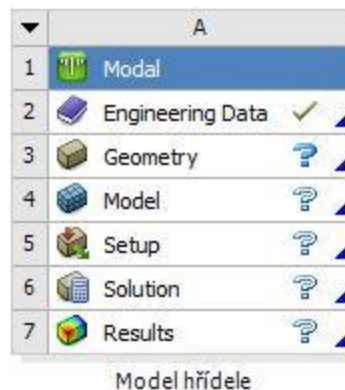 A
1 Modal
2 Engineering Data
3 Geometry ?
4 Model ?
5 Setup ?
6 Solution ?
7 Results ?
Model hřídele